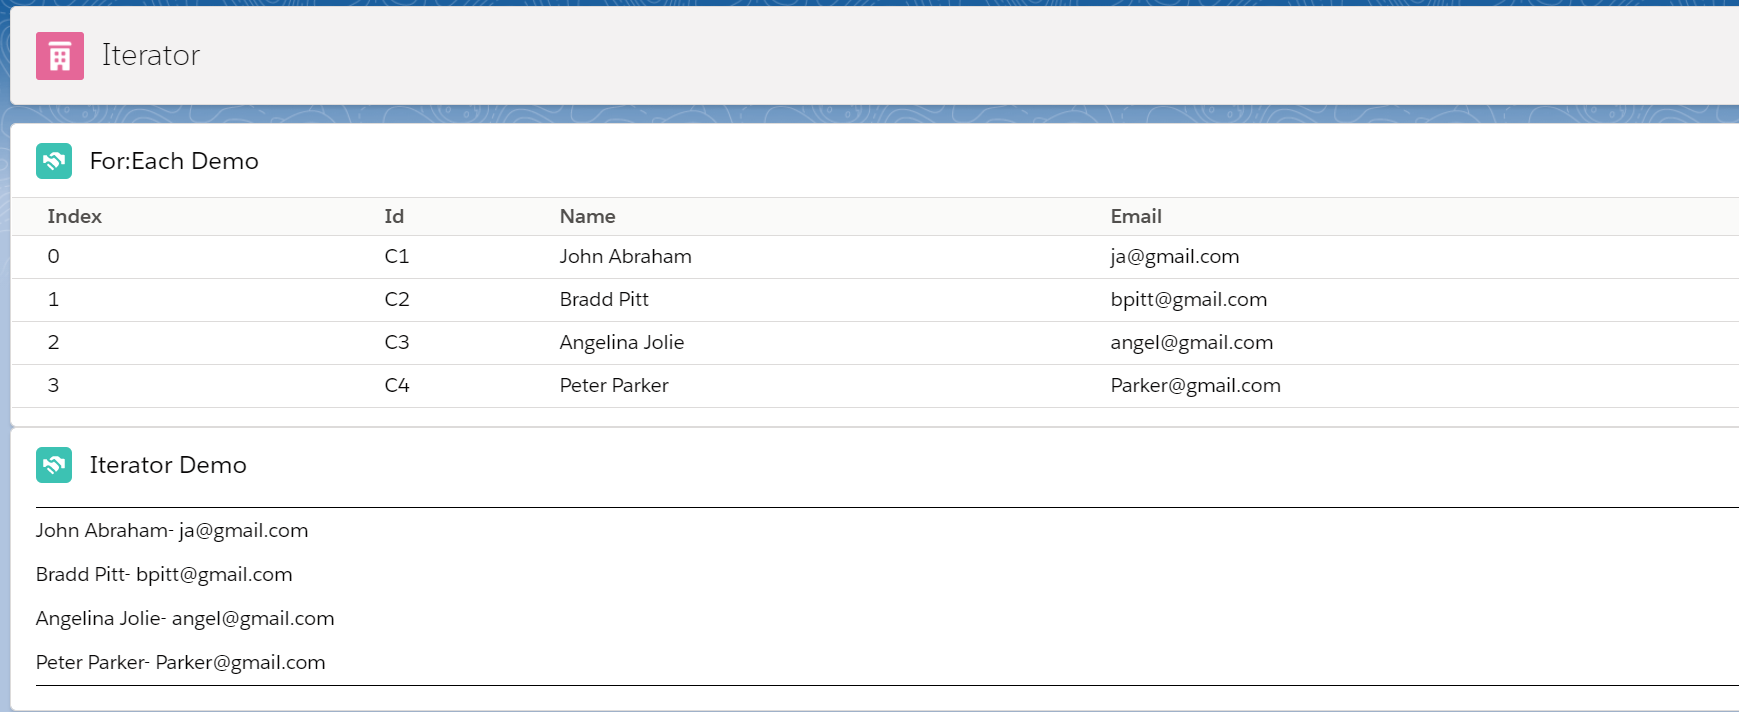 Iterator
For:Each Demo
Index Id Name Email
0 C1 John Abraham ja@gmail.com
1 C2 Bradd Pitt bpitt@gmail.com
2 C3 Angelina Jolie angel@gmail.com
3 C4 Peter Parker Parker@gmail.com
Iterator Demo
John Abraham- ja@gmail.com
Bradd Pitt- bpitt@gmail.com
Angelina Jolie- angel@gmail.com
Peter Parker- Parker@gmail.com